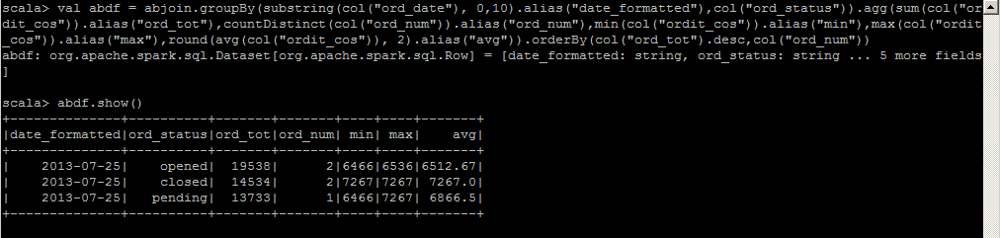 scala> val abdf = abjoin.groupBy(substring(col("ord_date"), 0,10).alias("date_formatted"),col("ord_status")).agg(sum(col("or
dit_cos")).alias("ord_tot"),countDistinct(col("ord_num")).alias("ord_num"),min(col("ordit_cos")).alias("min"),max(col("ordit
_cos")).alias("max"),round(avg(col("ordit_cos")), 2).alias("avg")).orderBy(col("ord_tot").desc,col("ord_num"))
abdf: org.apache.spark.sql.Dataset[org.apache.spark.sql.Row] = [date_formatted: string, ord_status: string ... 5 more fields
]
scala> abdf.show()
+--------------+----------+-------+-------+----+----+-------+
|date_formatted|ord_status|ord_tot|ord_num| min| max|    avg|
+--------------+----------+-------+-------+----+----+-------+
|    2013-07-25|    opened|  19538|      2|6466|6536|6512.67|
|    2013-07-25|    closed|  14534|      2|7267|7267| 7267.0|
|    2013-07-25|   pending|  13733|      1|6466|7267| 6866.5|
+--------------+----------+-------+-------+----+----+-------+